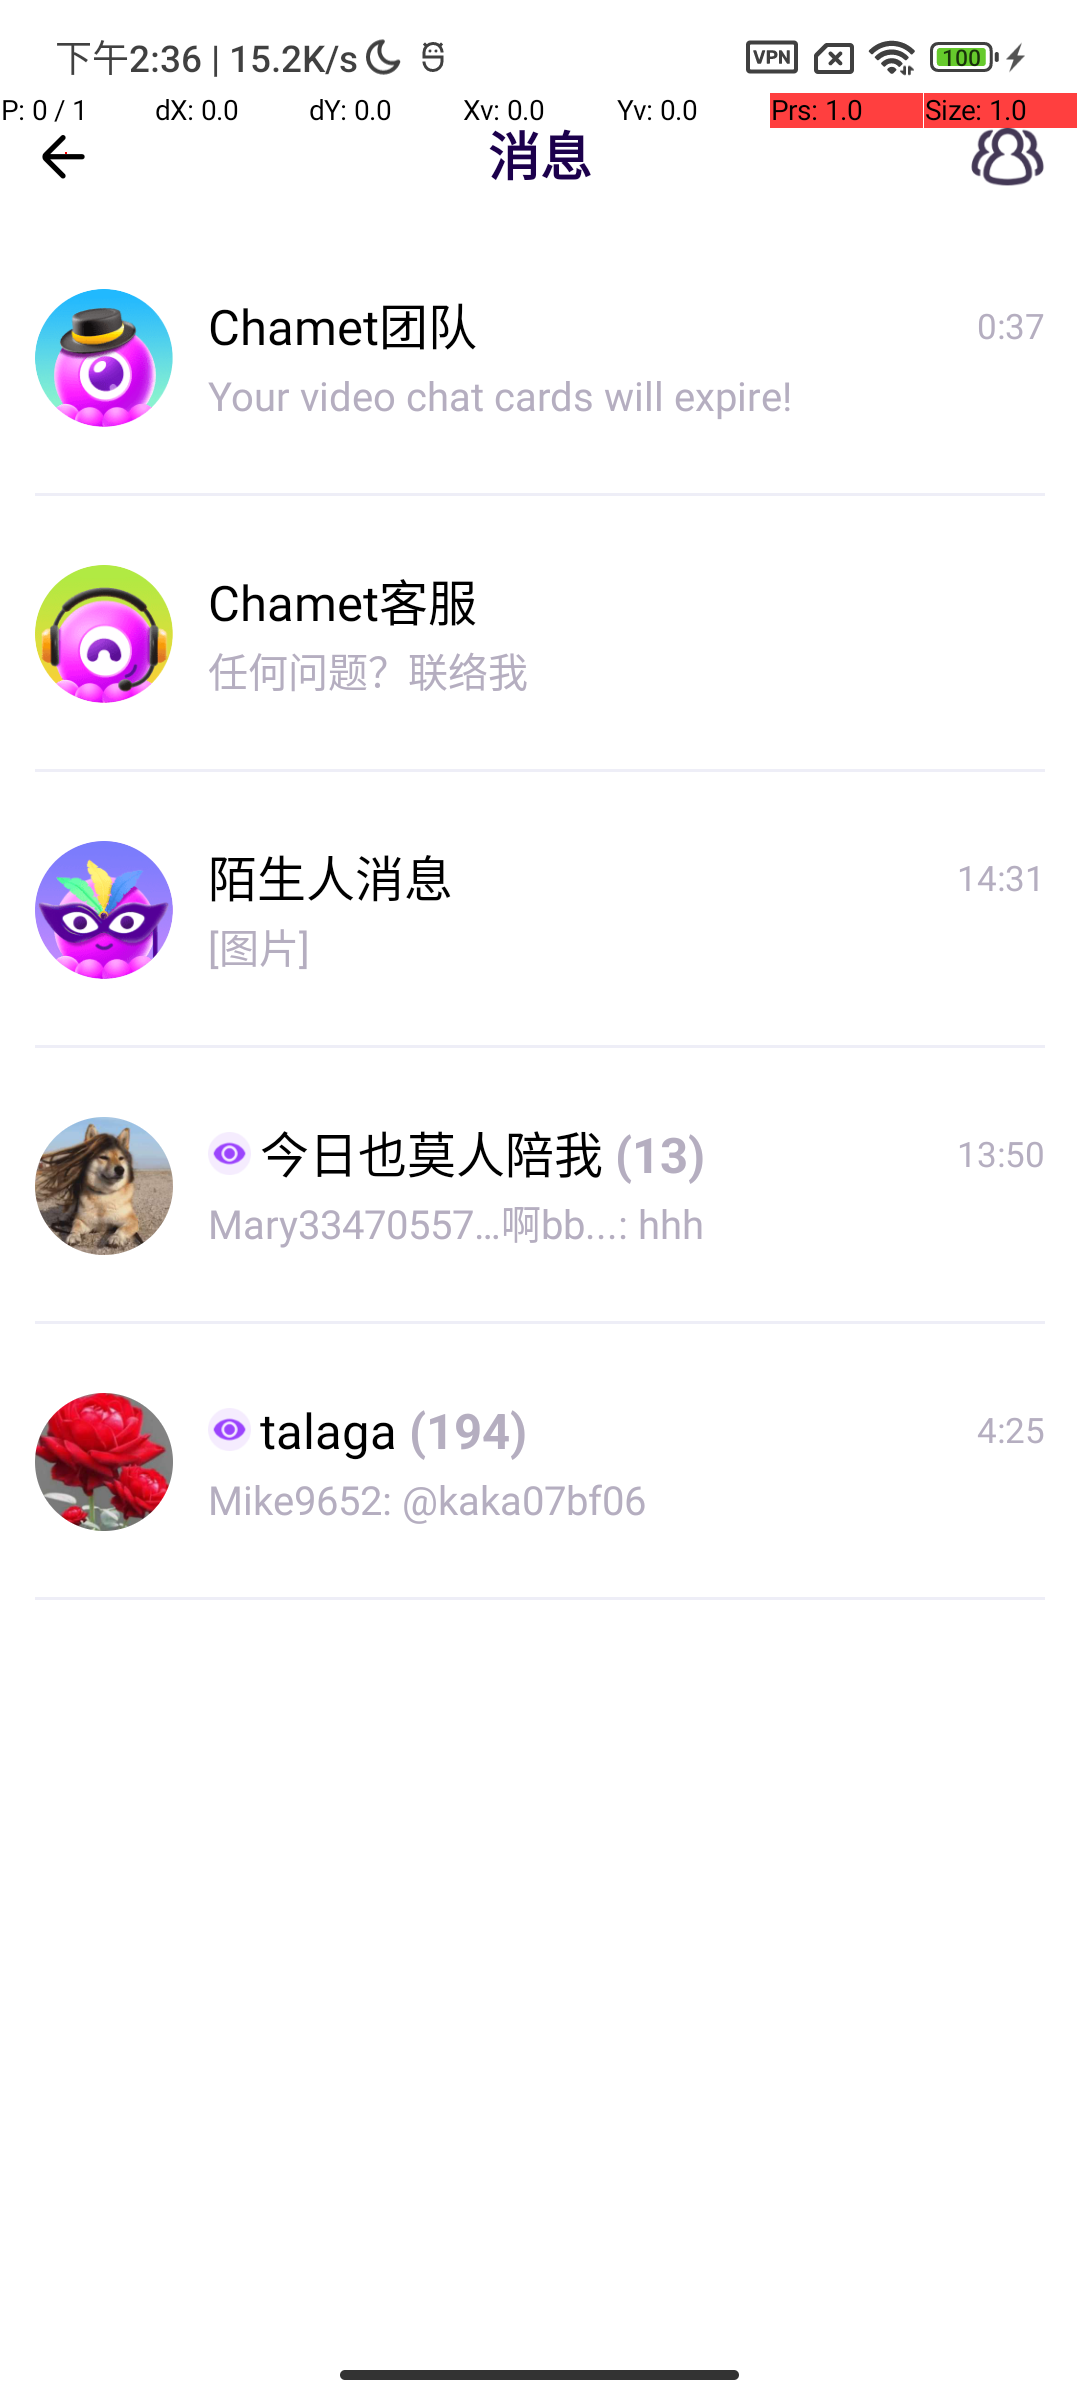 下午2:36 | 15.2K/s
VPN
100
P: 0 / 1 dX: 0.0 dY: 0.0 Xv: 0.0 Yv: 0.0 Prs: 1.0 Size: 1.0
消息
Chamet团队 0:37
Your video chat cards will expire!
Chamet客服
任何问题？联络我
陌生人消息 14:31
[图片]
今日也莫人陪我 (13) 13:50
Mary33470557...啊bb...: hhh
talaga (194) 4:25
Mike9652: @kaka07bf06